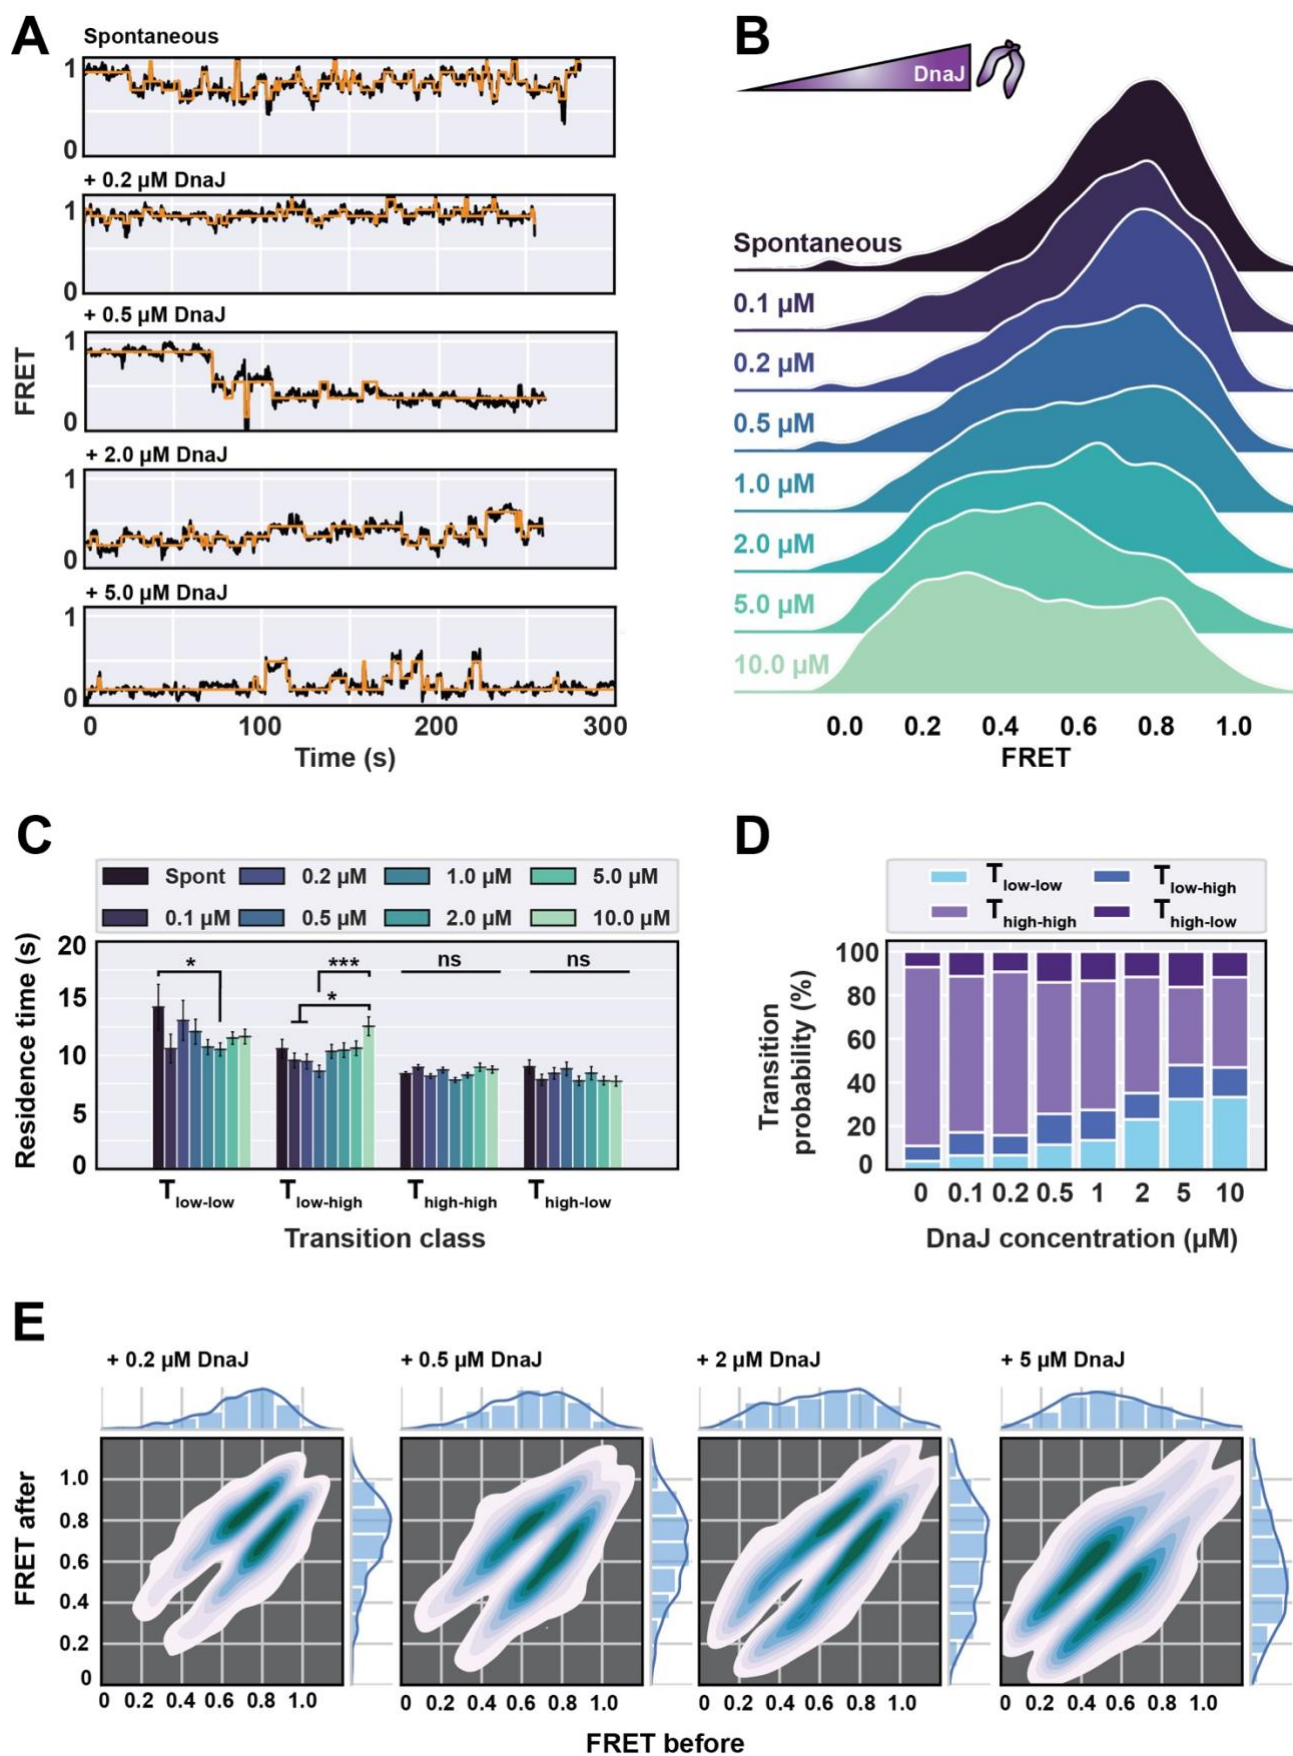 A
Spontaneous
1
0
+ 0.2 µM DnaJ
1
0
+ 0.5 µM DnaJ
1
0
+ 2.0 µM DnaJ
1
0
+ 5.0 µM DnaJ
1
0
FRET
0 100 200 300
Time (s)
B
DnaJ
Spontaneous
0.1 µM
0.2 µM
0.5 µM
1.0 µM
2.0 µM
5.0 µM
10.0 µM
0.0 0.2 0.4 0.6 0.8 1.0
FRET
C
Spont 0.2 µM 1.0 µM 5.0 µM
0.1 µM 0.5 µM 2.0 µM 10.0 µM
Residence time (s)
20
15
10
5
0
* *** * ns ns
Tlow-low Tlow-high Thigh-high Thigh-low
Transition class
D
Tlow-low Tlow-high
Thigh-high Thigh-low
Transition
probability (%)
100
80
60
40
20
0
0 0.1 0.2 0.5 1 2 5 10
DnaJ concentration (µM)
E
+ 0.2 µM DnaJ + 0.5 µM DnaJ + 2 µM DnaJ + 5 µM DnaJ
FRET after
1.0
0.8
0.6
0.4
0.2
0
0 0.2 0.4 0.6 0.8 1.0 0 0.2 0.4 0.6 0.8 1.0 0 0.2 0.4 0.6 0.8 1.0 0 0.2 0.4 0.6 0.8 1.0
FRET before